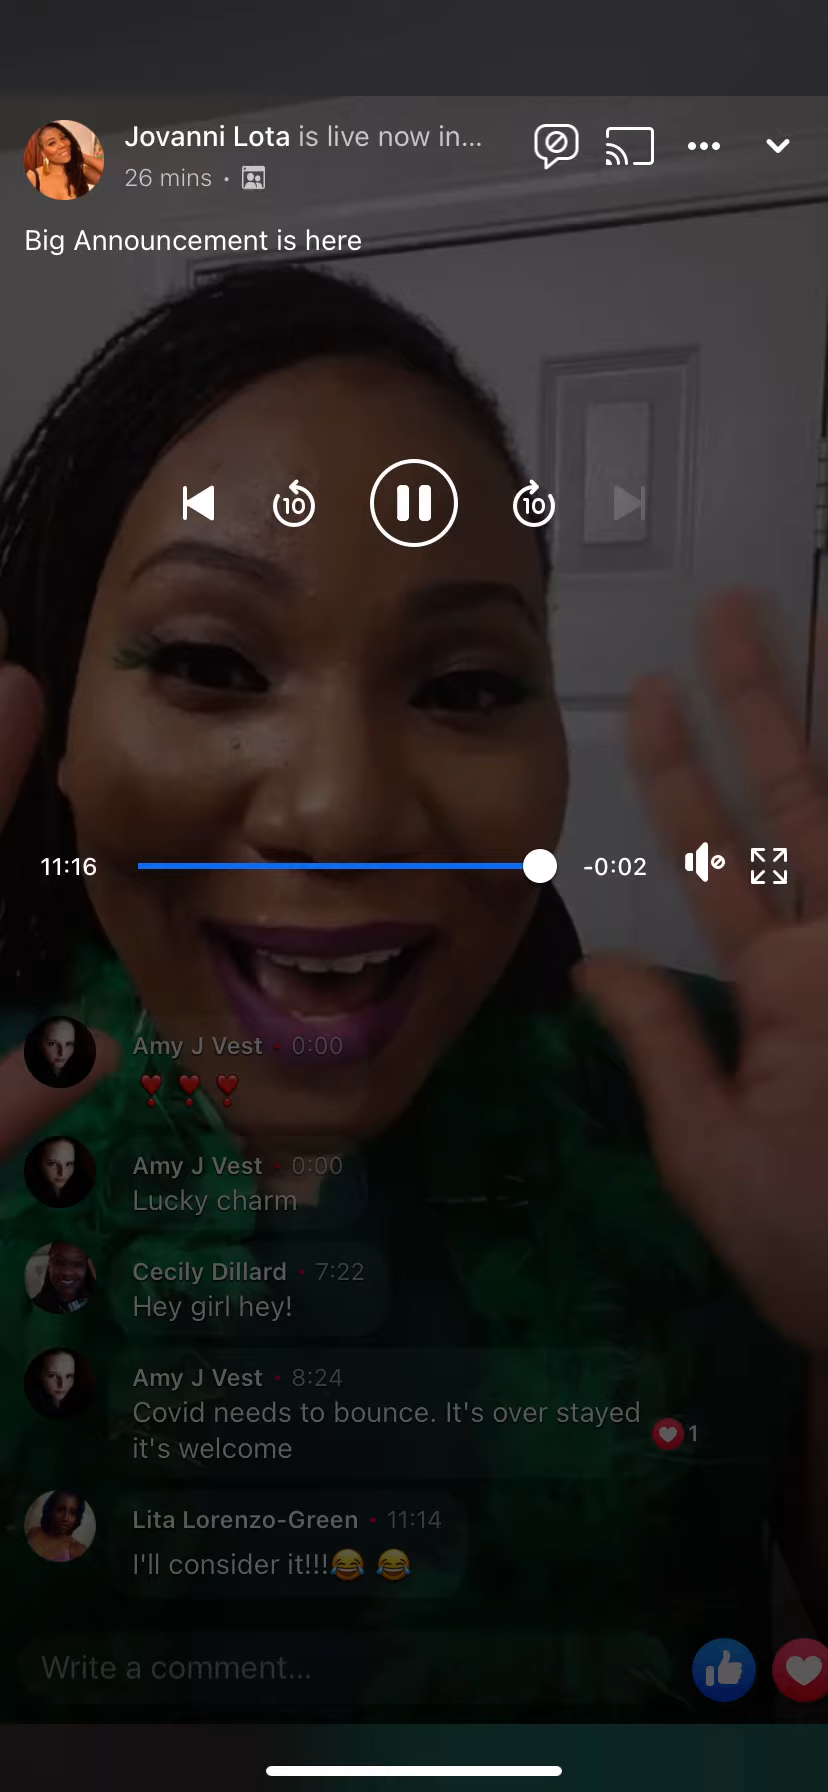 Jovanni Lota is live now in...
26 mins ·
Big Announcement is here
10
10
11:16
-0:02
Amy J Vest · 0:00
❣️ ❣️ ❣️
Amy J Vest · 0:00
Lucky charm
Cecily Dillard · 7:22
Hey girl hey!
Amy J Vest · 8:24
Covid needs to bounce. It's over stayed
it's welcome
1
Lita Lorenzo-Green · 11:14
I'll consider it!!!😂 😂
Write a comment...